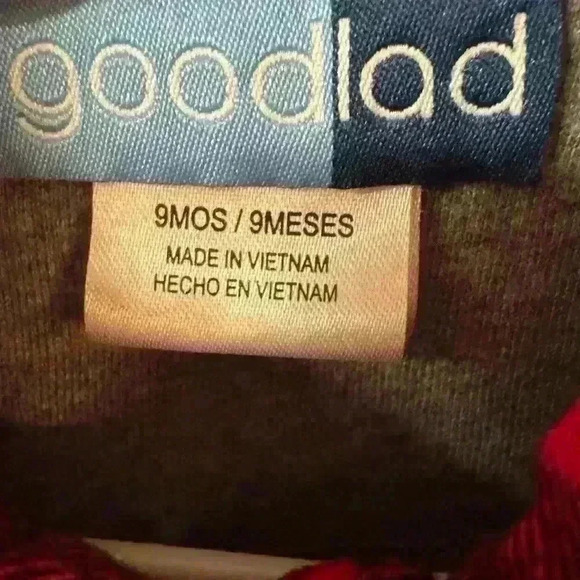 goodlad
9MOS / 9MESES
MADE IN VIETNAM
HECHO EN VIETNAM